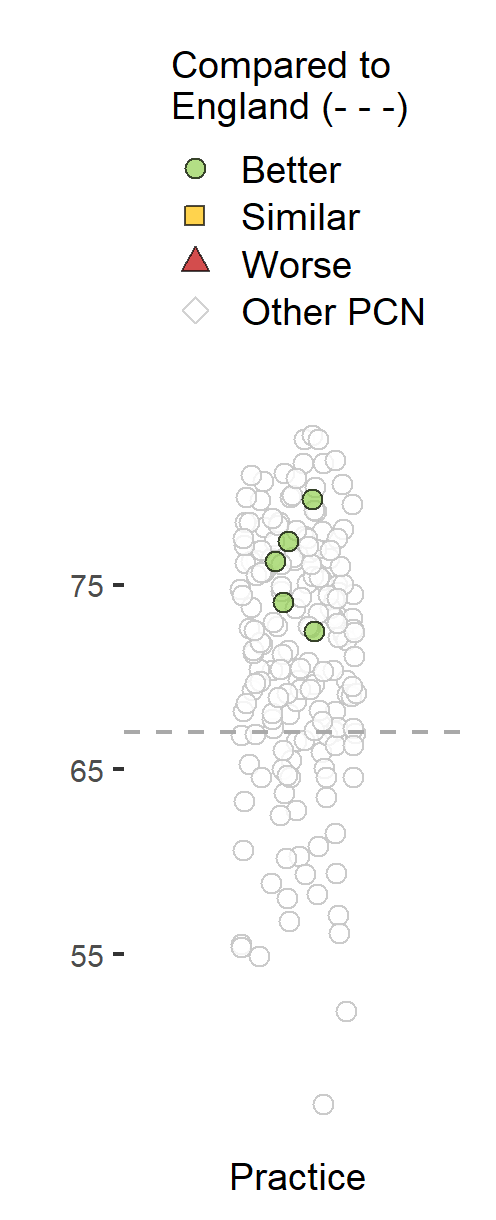 Compared to
England (- - -)
Better
Similar
Worse
Other PCN
75
65
55
Practice